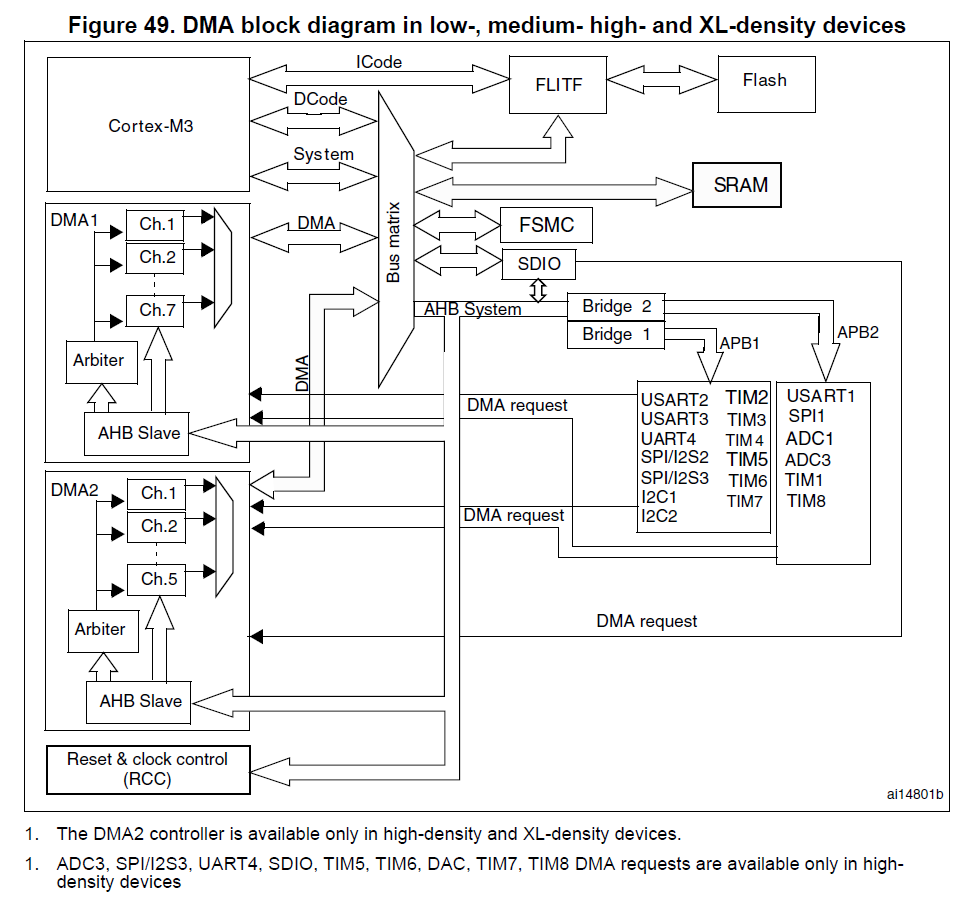 Figure 49. DMA block diagram in low-, medium- high- and XL-density devices
ICode
Cortex-M3
FLITF
Flash
DCode
System
SRAM
DMA1
Ch.1
DMA
Bus matrix
FSMC
Ch.2
SDIO
Ch.7
AHB System
Bridge 2
Bridge 1
APB1
APB2
Arbiter
DMA
AHB Slave
DMA request
USART2 TIM2
USART3 TIM3
UART4 TIM 4
SPI/I2S2 TIM5
SPI/I2S3 TIM6
I2C1 TIM7
I2C2
USART1
SPI1
ADC1
ADC3
TIM1
TIM8
DMA2
Ch.1
Ch.2
DMA request
Ch.5
Arbiter
DMA request
AHB Slave
Reset & clock control
(RCC)
ai14801b
1. The DMA2 controller is available only in high-density and XL-density devices.
1. ADC3, SPI/I2S3, UART4, SDIO, TIM5, TIM6, DAC, TIM7, TIM8 DMA requests are available only in high-
density devices